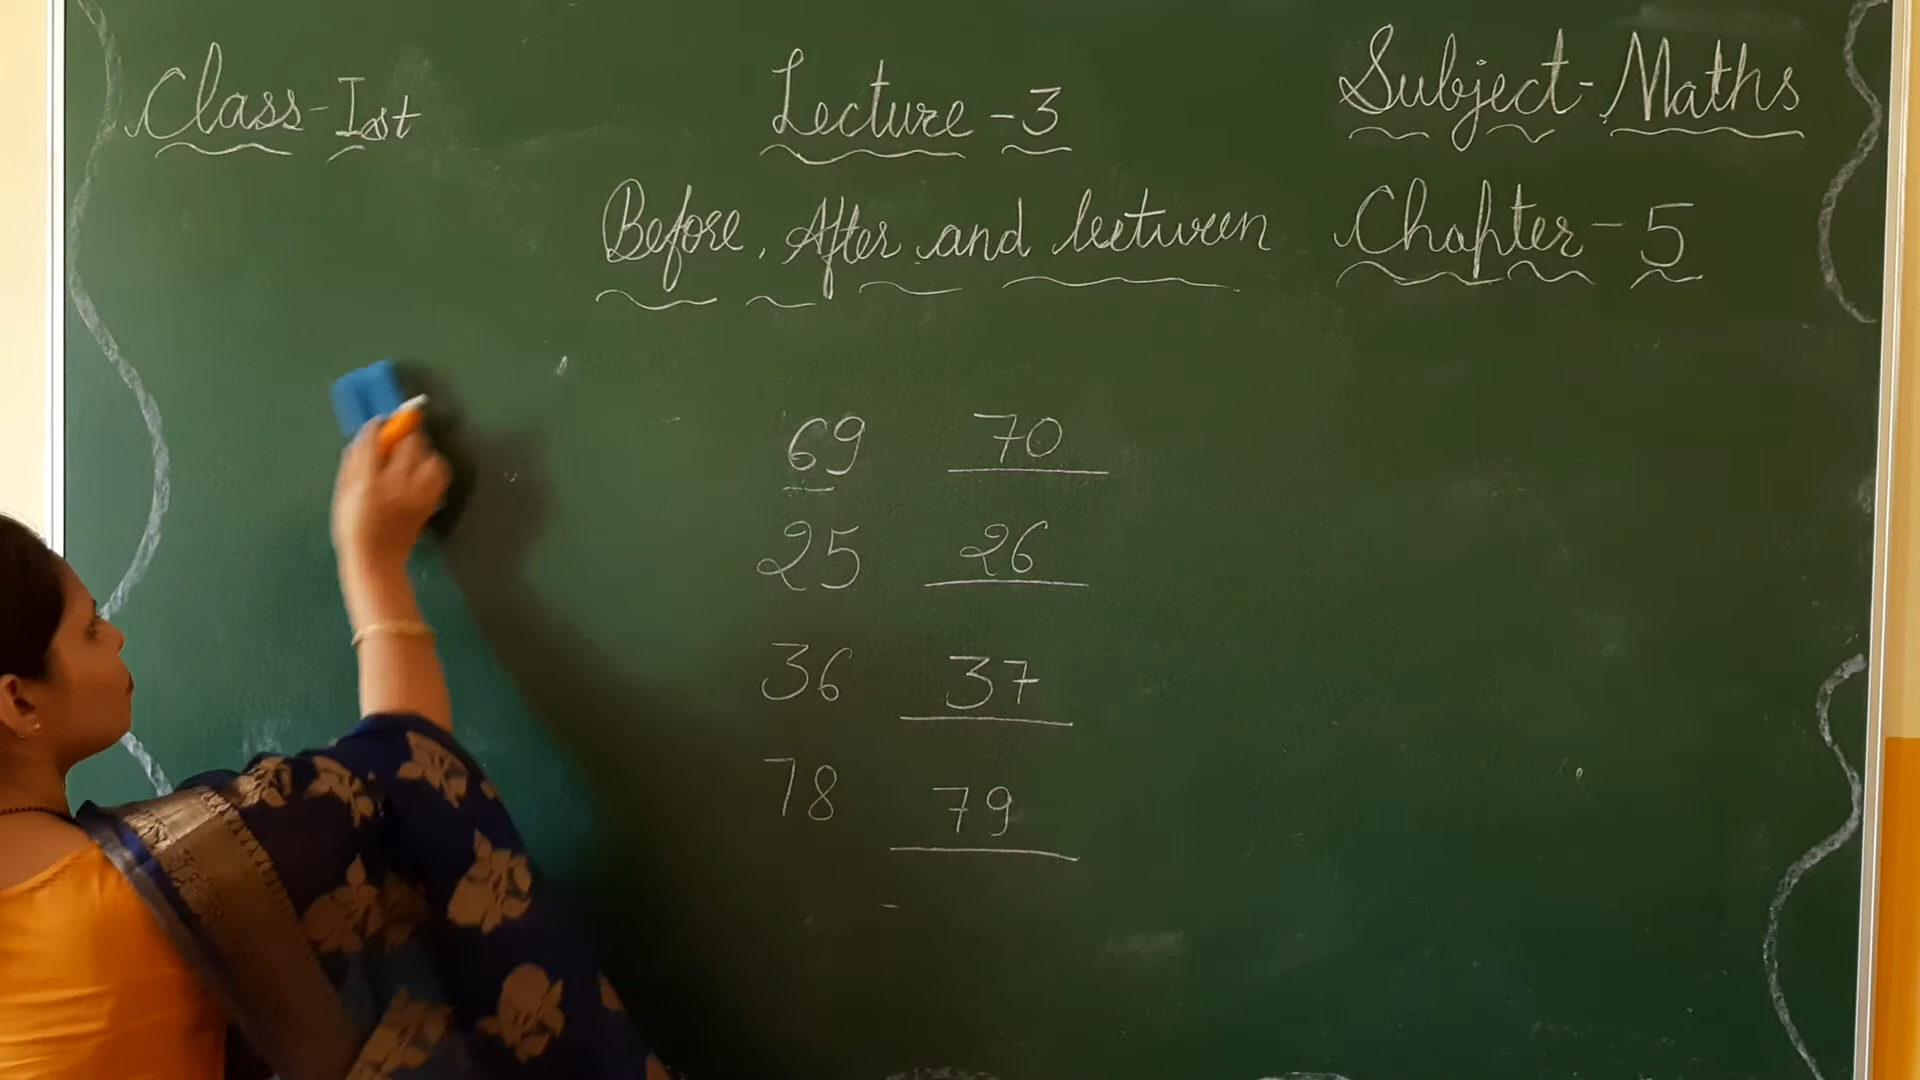 Class-Ist Lecture-3 Subject-Maths
Before, After and between Chapter-5
69 70
25 26
36 37
78 79